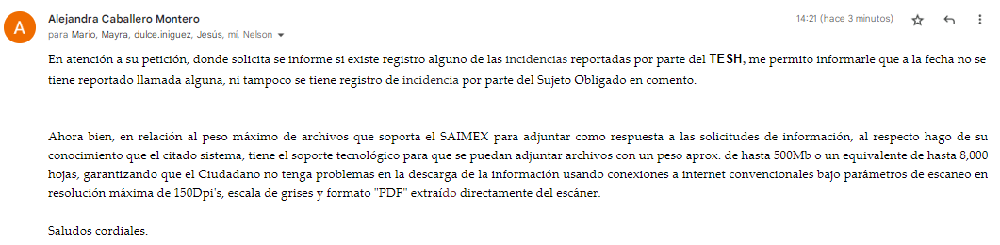 A
Alejandra Caballero Montero
14:21 (hace 3 minutos)
para Mario, Mayra, dulce.iniguez, Jesús, mí, Nelson
En atención a su petición, donde solicita se informe si existe registro alguno de las incidencias reportadas por parte del TESH, me permito informarle que a la fecha no se
tiene reportado llamada alguna, ni tampoco se tiene registro de incidencia por parte del Sujeto Obligado en comento.
Ahora bien, en relación al peso máximo de archivos que soporta el SAIMEX para adjuntar como respuesta a las solicitudes de información, al respecto hago de su
conocimiento que el citado sistema, tiene el soporte tecnológico para que se puedan adjuntar archivos con un peso aprox. de hasta 500Mb o un equivalente de hasta 8,000
hojas, garantizando que el Ciudadano no tenga problemas en la descarga de la información usando conexiones a internet convencionales bajo parámetros de escaneo en
resolución máxima de 150Dpi's, escala de grises y formato "PDF" extraído directamente del escáner.
Saludos cordiales.